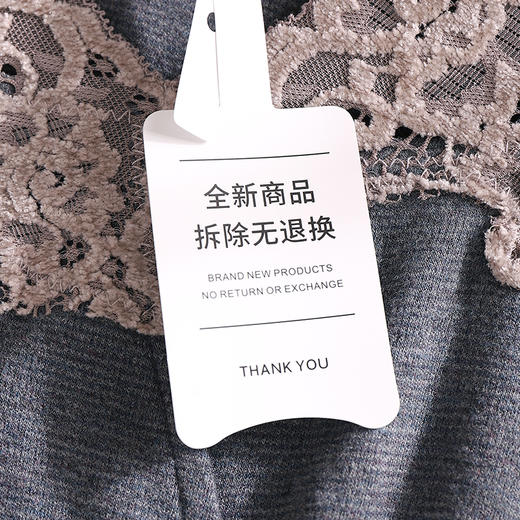 全新商品
拆除无退换
BRAND NEW PRODUCTS
NO RETURN OR EXCHANGE
THANK YOU